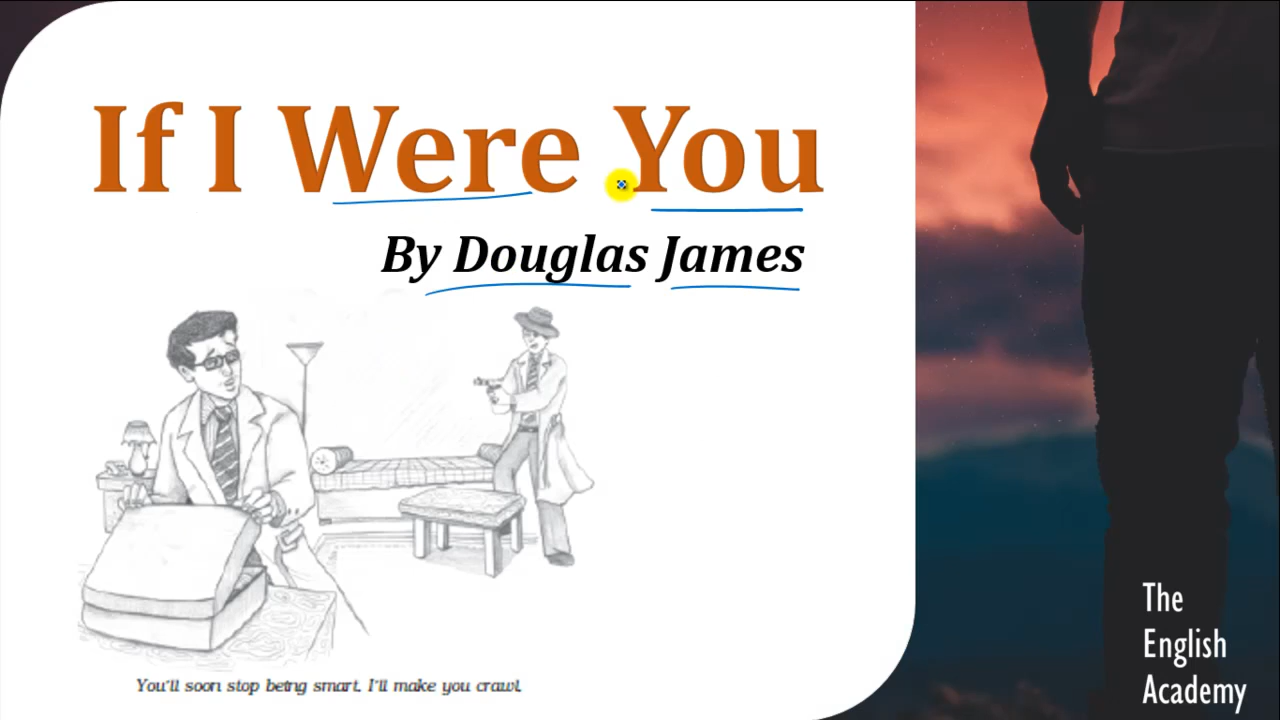 If I Were You
By Douglas James
You'll soon stop being smart. I'll make you crawl.
The
English
Academy